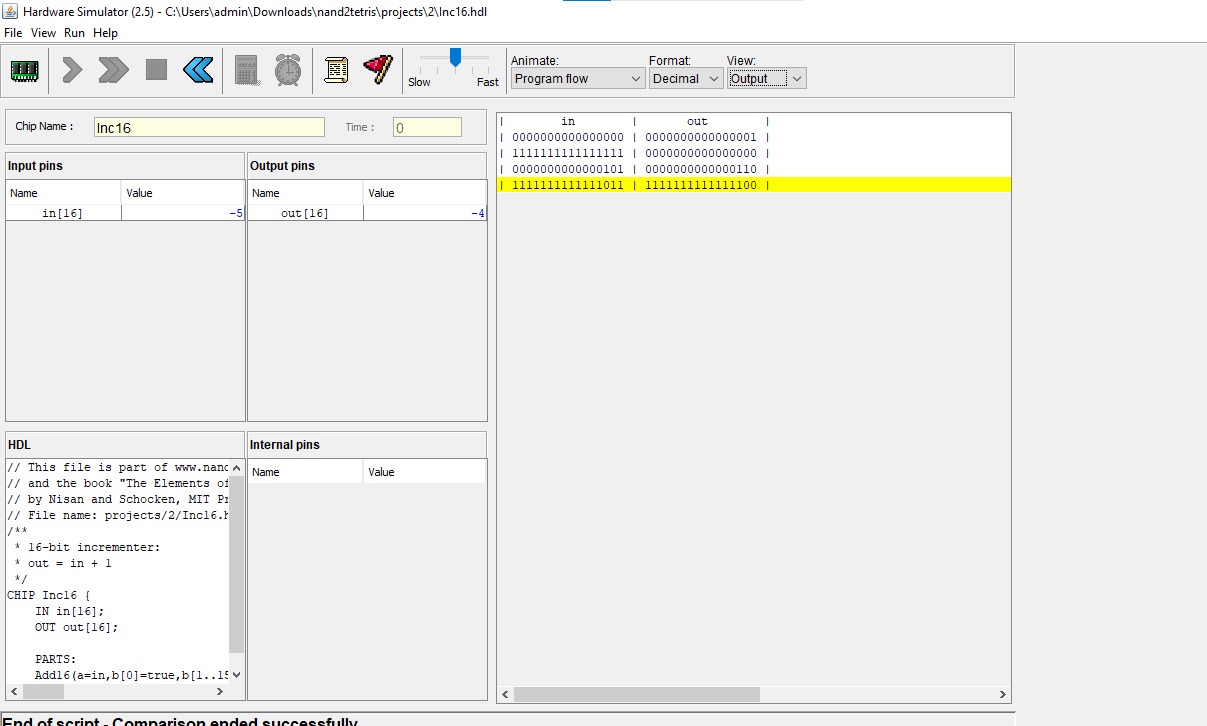 Hardware Simulator (2.5) - C:\Users\admin\Downloads\nand2tetris\projects\2\Inc16.hdl
File View Run Help
Slow Fast
Animate: Format: View:
Program flow Decimal Output
Chip Name : Inc16 Time : 0
Input pins Output pins
Name Value Name Value
in[16] -5 out[16] -4
| in | out |
| 0000000000000000 | 0000000000000001 |
| 1111111111111111 | 0000000000000000 |
| 0000000000000101 | 0000000000000110 |
| 1111111111111011 | 1111111111111100 |
HDL
// This file is part of www.nand
// and the book "The Elements of
// by Nisan and Schocken, MIT Pr
// File name: projects/2/Inc16.h
/**
* 16-bit incrementer:
* out = in + 1
*/
CHIP Inc16 {
IN in[16];
OUT out[16];
PARTS:
Add16(a=in,b[0]=true,b[1..15
Internal pins
Name Value
End of script - Comparison ended successfully